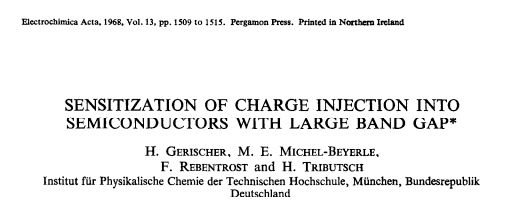 Electrochimica Acta, 1968, Vol. 13, pp. 1509 to 1515. Pergamon Press. Printed in Northern Ireland
SENSITIZATION OF CHARGE INJECTION INTO
SEMICONDUCTORS WITH LARGE BAND GAP*
H. GERISCHER, M. E. MICHEL-BEYERLE,
F. REBENTROST and H. TRIBUTSCH
Institut für Physikalische Chemie der Technischen Hochschule, München, Bundesrepublik
Deutschland